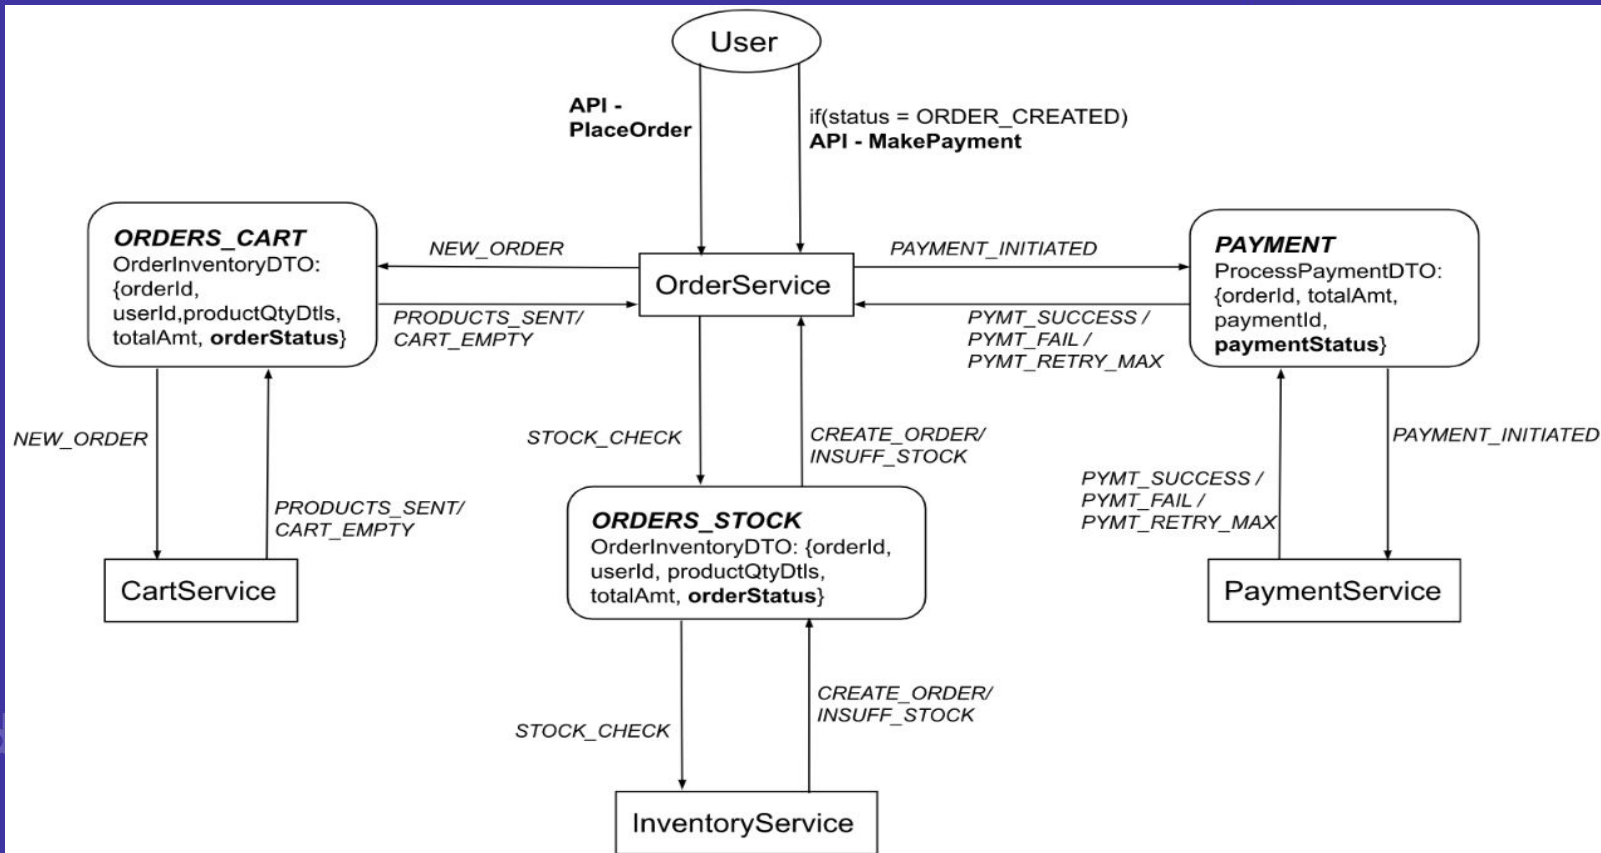 User
API -
PlaceOrder
if(status = ORDER_CREATED)
API - MakePayment
ORDERS_CART
OrderInventoryDTO:
{orderId,
userId,productQtyDtls,
totalAmt, orderStatus}
NEW_ORDER
PRODUCTS_SENT/
CART_EMPTY
OrderService
PAYMENT_INITIATED
PYMT_SUCCESS /
PYMT_FAIL /
PYMT_RETRY_MAX
PAYMENT
ProcessPaymentDTO:
{orderId, totalAmt,
paymentId,
paymentStatus}
NEW_ORDER
PRODUCTS_SENT/
CART_EMPTY
STOCK_CHECK
CREATE_ORDER/
INSUFF_STOCK
PYMT_SUCCESS /
PYMT_FAIL /
PYMT_RETRY_MAX
PAYMENT_INITIATED
ORDERS_STOCK
OrderInventoryDTO: {orderId,
userId, productQtyDtls,
totalAmt, orderStatus}
CartService
PaymentService
STOCK_CHECK
CREATE_ORDER/
INSUFF_STOCK
InventoryService